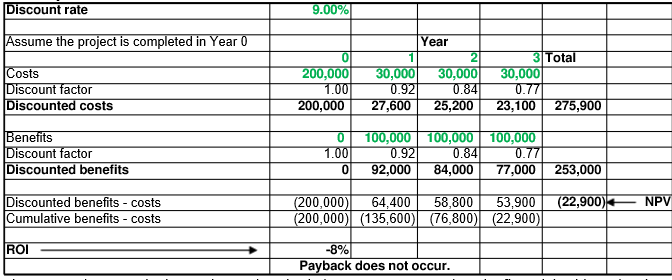 Discount rate 9.00%
Assume the project is completed in Year 0 Year
0 1 2 3 Total
Costs 200,000 30,000 30,000 30,000
Discount factor 1.00 0.92 0.84 0.77
Discounted costs 200,000 27,600 25,200 23,100 275,900
Benefits 0 100,000 100,000 100,000
Discount factor 1.00 0.92 0.84 0.77
Discounted benefits 0 92,000 84,000 77,000 253,000
Discounted benefits - costs (200,000) 64,400 58,800 53,900 (22,900) NPV
Cumulative benefits - costs (200,000) (135,600) (76,800) (22,900)
ROI -8%
Payback does not occur.